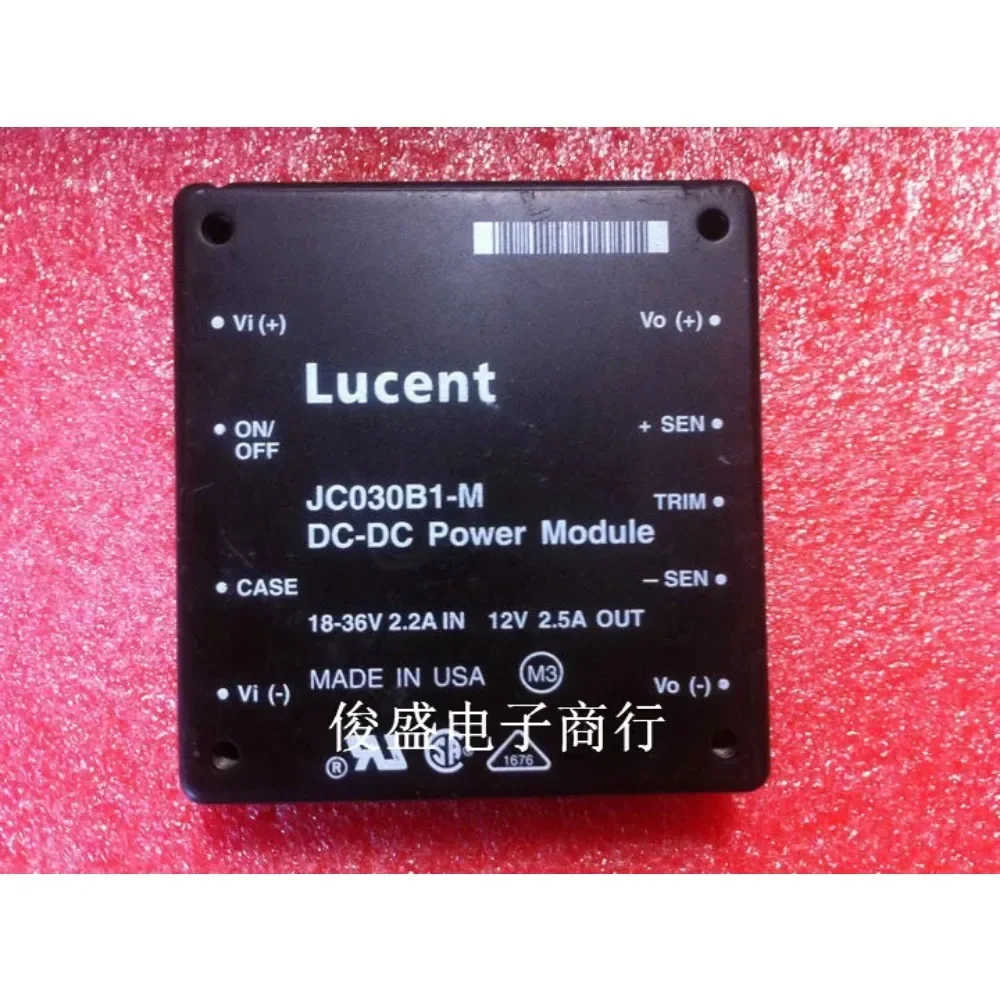 Vi (+)
Vo (+)
Lucent
ON/
OFF
+ SEN
JC030B1-M
TRIM
DC-DC Power Module
CASE
– SEN
18-36V 2.2A IN 12V 2.5A OUT
MADE IN USA M3
Vi (-)
Vo (-)
俊盛电子商行
® SA ® 1676